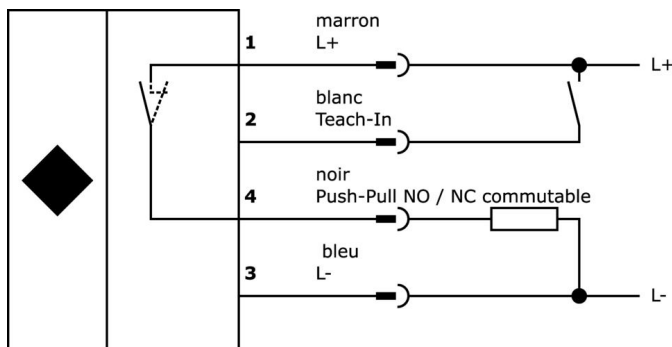 marron
1 L+
L+
blanc
2 Teach-In
noir
4 Push-Pull NO / NC commutable
bleu
3 L-
L-